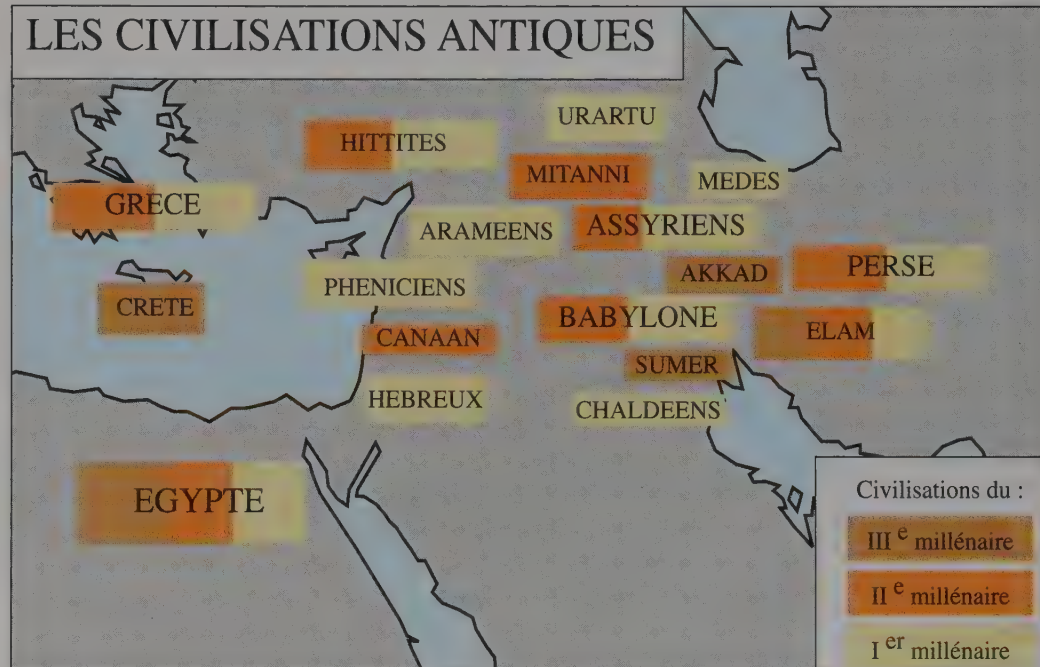 LES CIVILISATIONS ANTIQUES
URARTU
HITTITES
MITANNI
MEDES
GRECE
ARAMEENS
ASSYRIENS
AKKAD
PERSE
PHENICIENS
CRETE
BABYLONE
ELAM
CANAAN
SUMER
HEBREUX
CHALDEENS
EGYPTE
Civilisations du :
III e millénaire
II e millénaire
I er millénaire